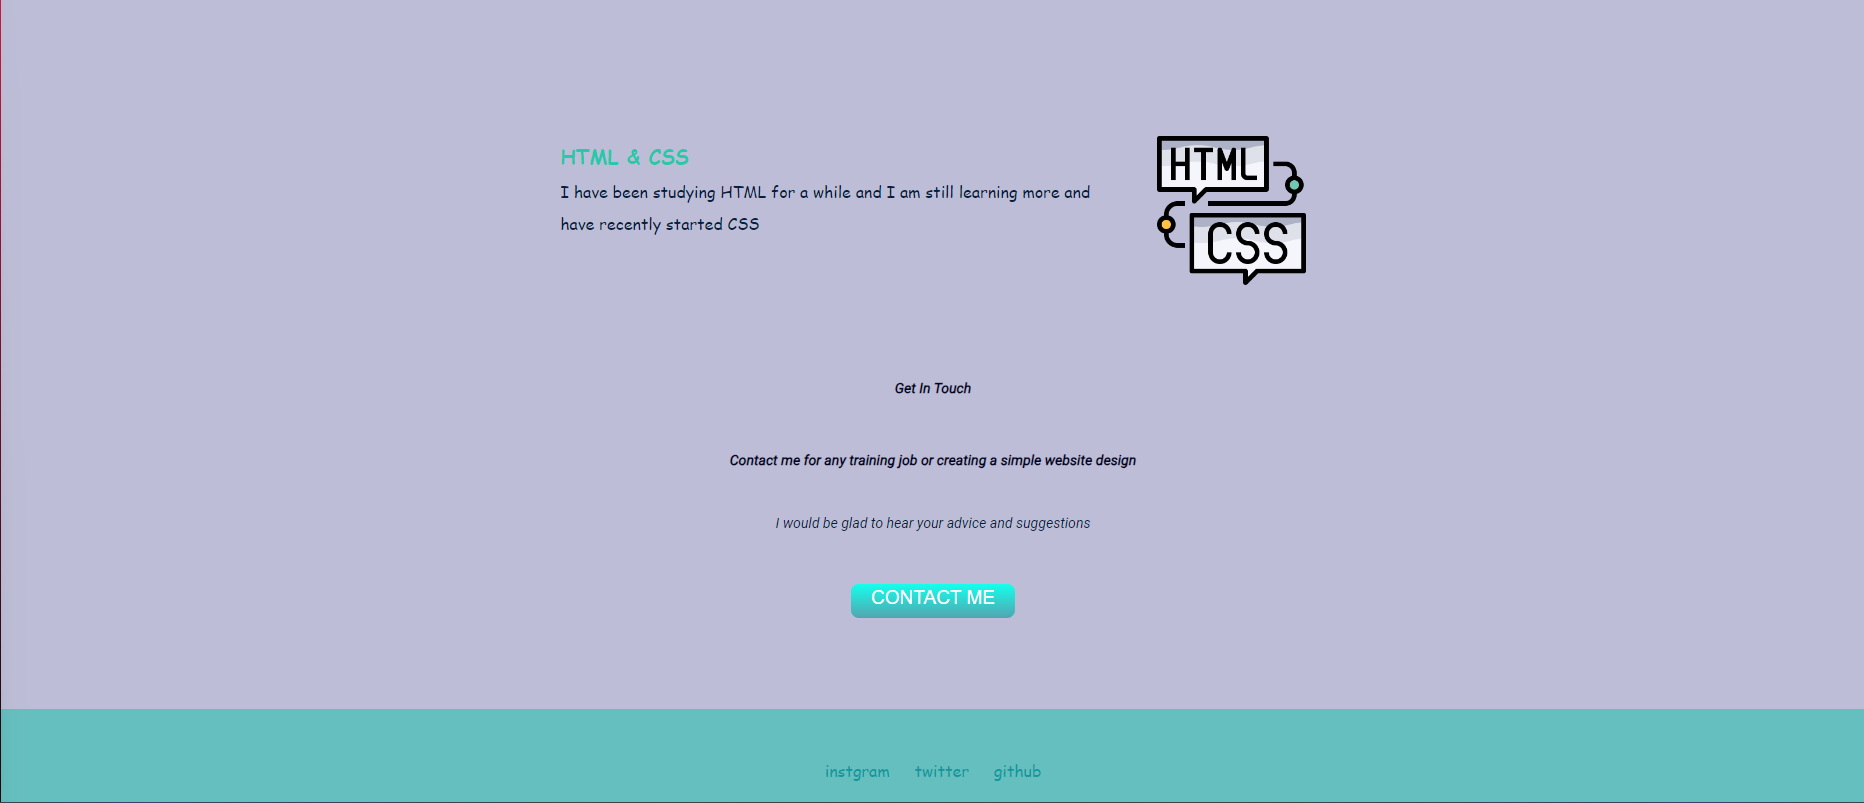 HTML & CSS
I have been studying HTML for a while and I am still learning more and
have recently started CSS
HTML
CSS
Get In Touch
Contact me for any training job or creating a simple website design
I would be glad to hear your advice and suggestions
CONTACT ME
instgram twitter github